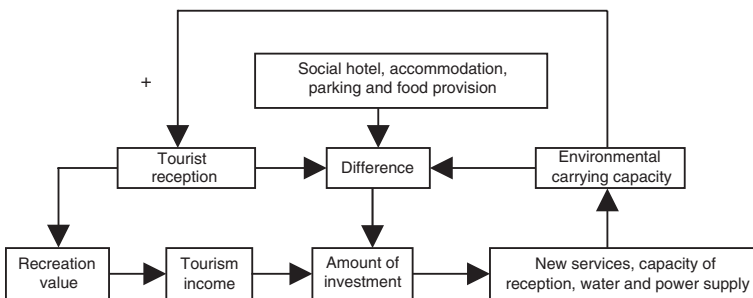 Social hotel, accommodation,
parking and food provision
+
Tourist
reception
Difference
Environmental
carrying capacity
Recreation
value
Tourism
income
Amount of
investment
New services, capacity of
reception, water and power supply